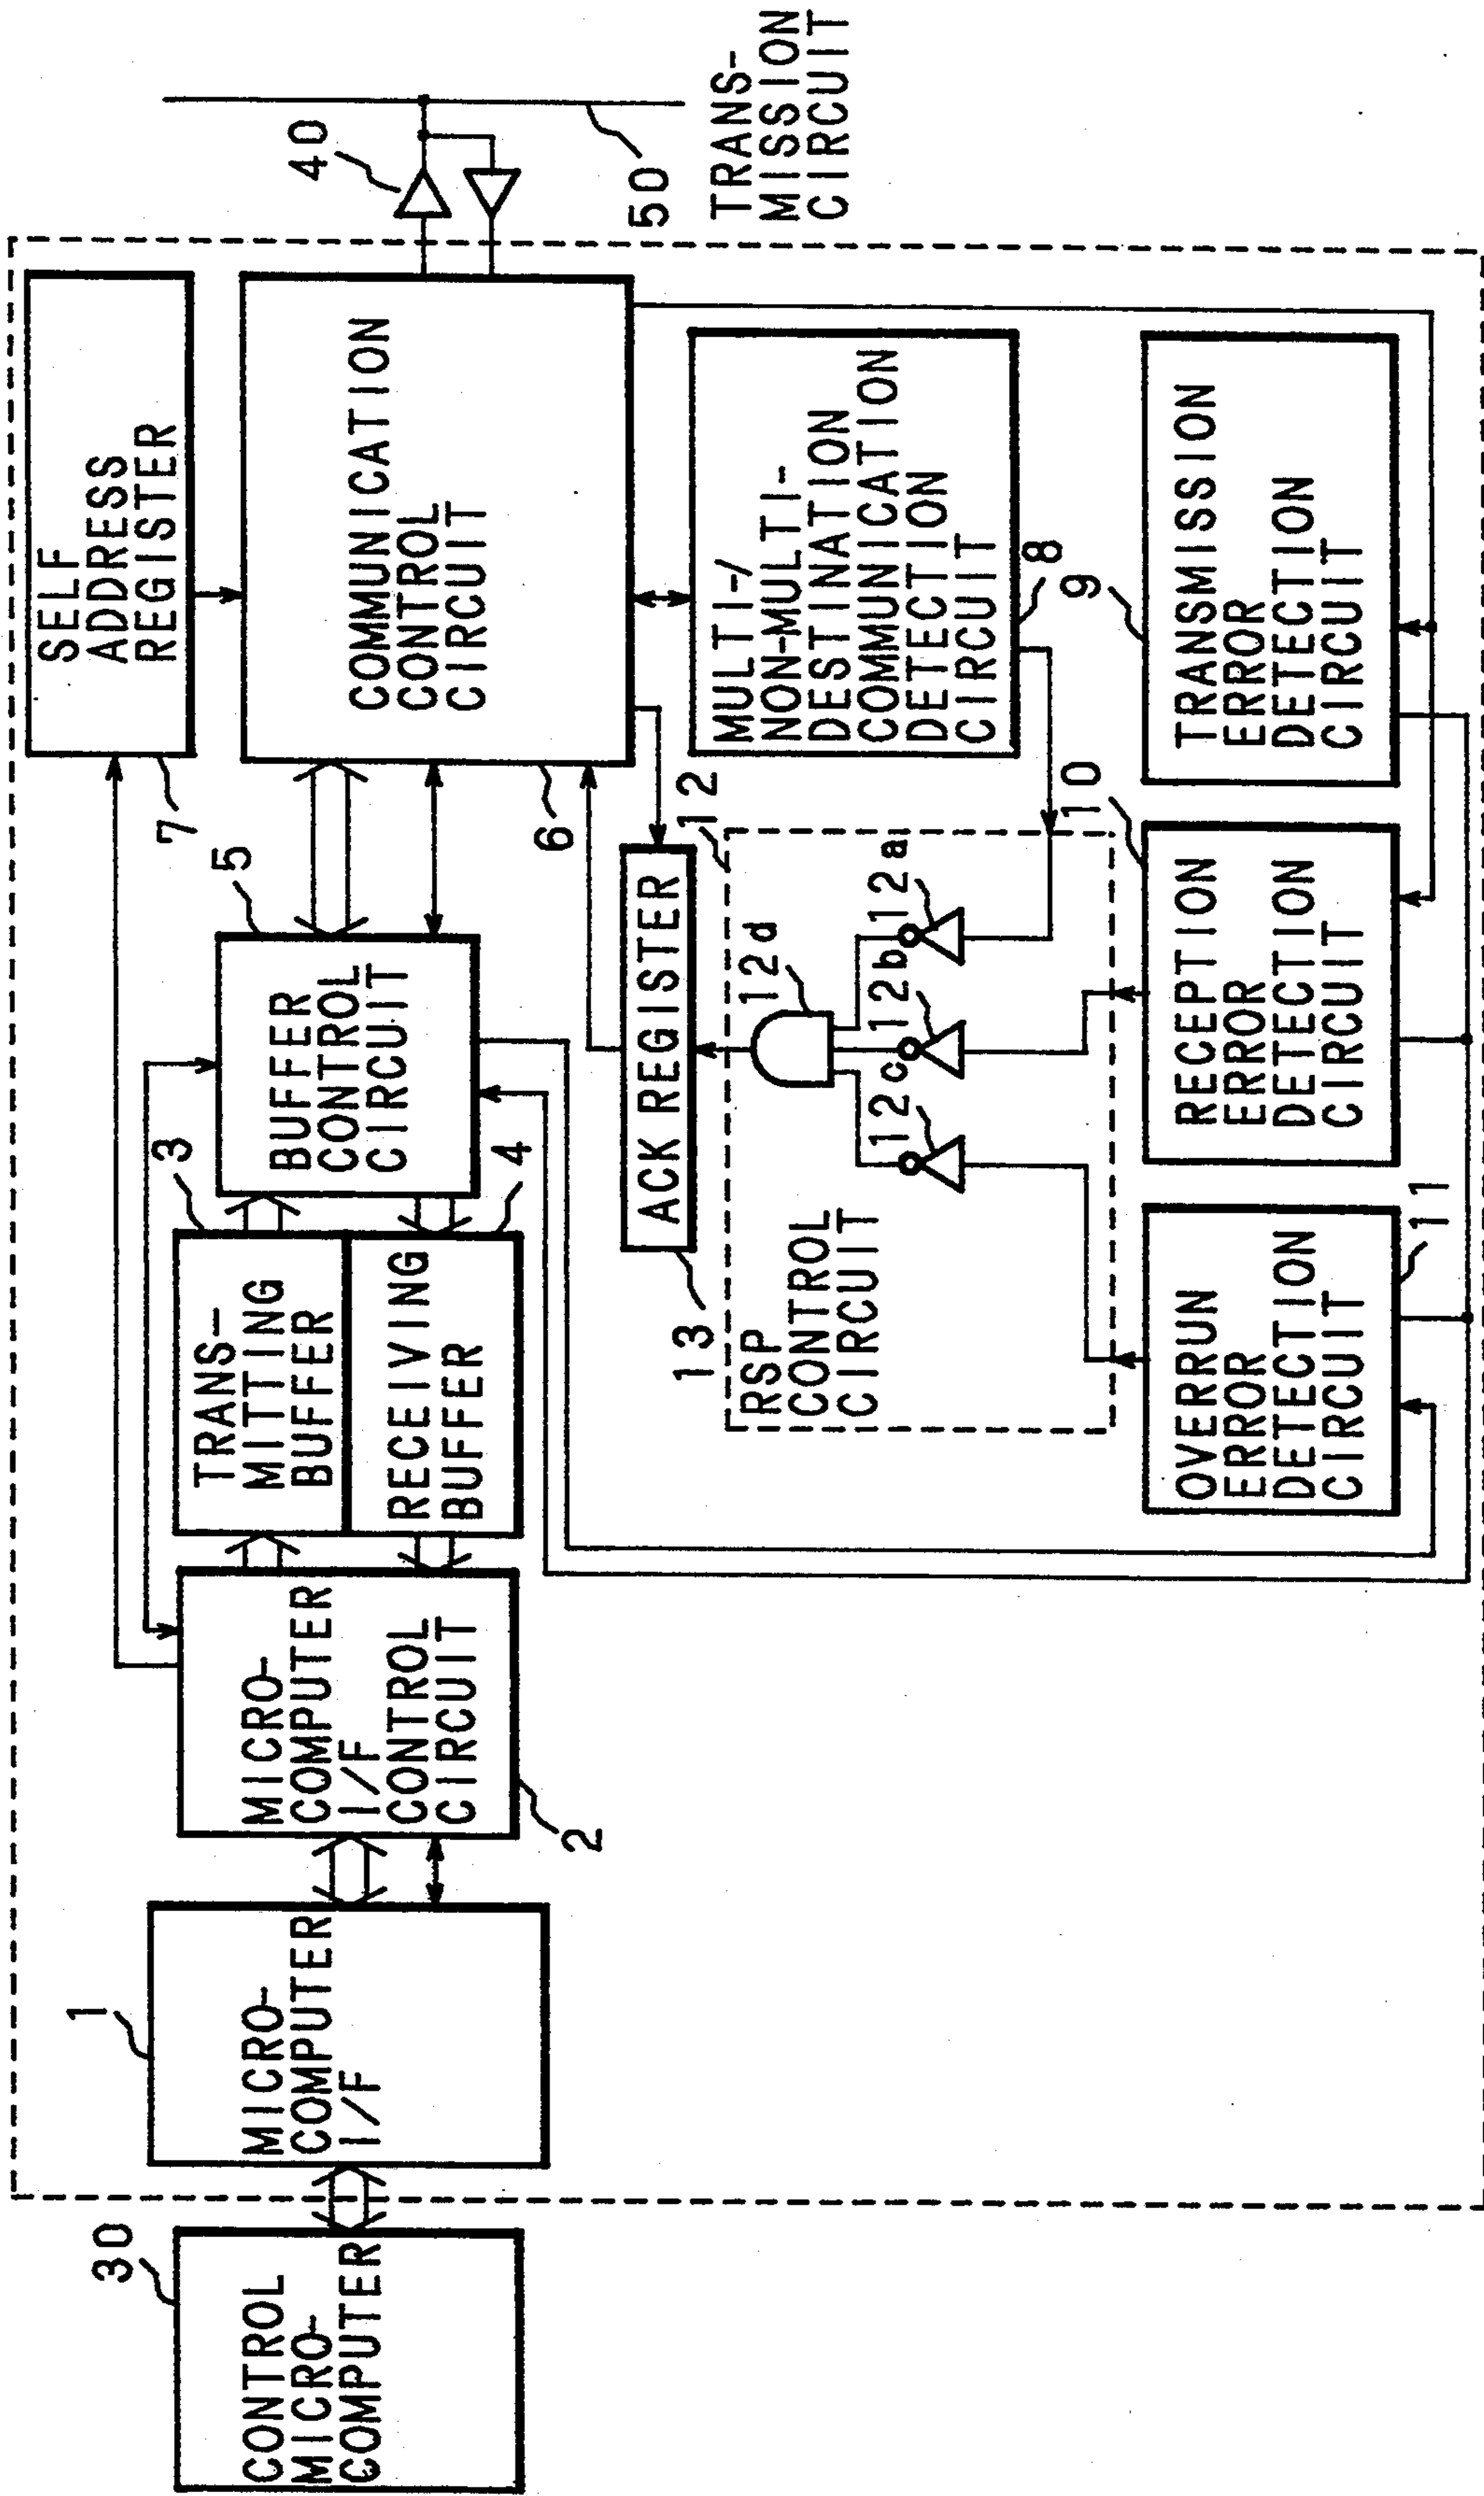 30
CONTROL
MICRO-
COMPUTER
1
MICRO-
COMPUTER
I/F
MICRO-
COMPUTER
I/F
CONTROL
CIRCUIT
2
3
TRANS-
MITTING
BUFFER
RECEIVING
BUFFER
4
5
BUFFER
CONTROL
CIRCUIT
SELF
ADDRESS
REGISTER
7
COMMUNICATION
CONTROL
CIRCUIT
6
40
50
TRANS-
MISSION
CIRCUIT
13
ACK REGISTER
12
RSP
CONTROL
CIRCUIT
12d
12c
12b
12a
MULTI-/
NON-MULTI-
DESTINATION
COMMUNICATION
DETECTION
CIRCUIT
8
OVERRUN
ERROR
DETECTION
CIRCUIT
11
10
RECEPTION
ERROR
DETECTION
CIRCUIT
9
TRANSMISSION
ERROR
DETECTION
CIRCUIT